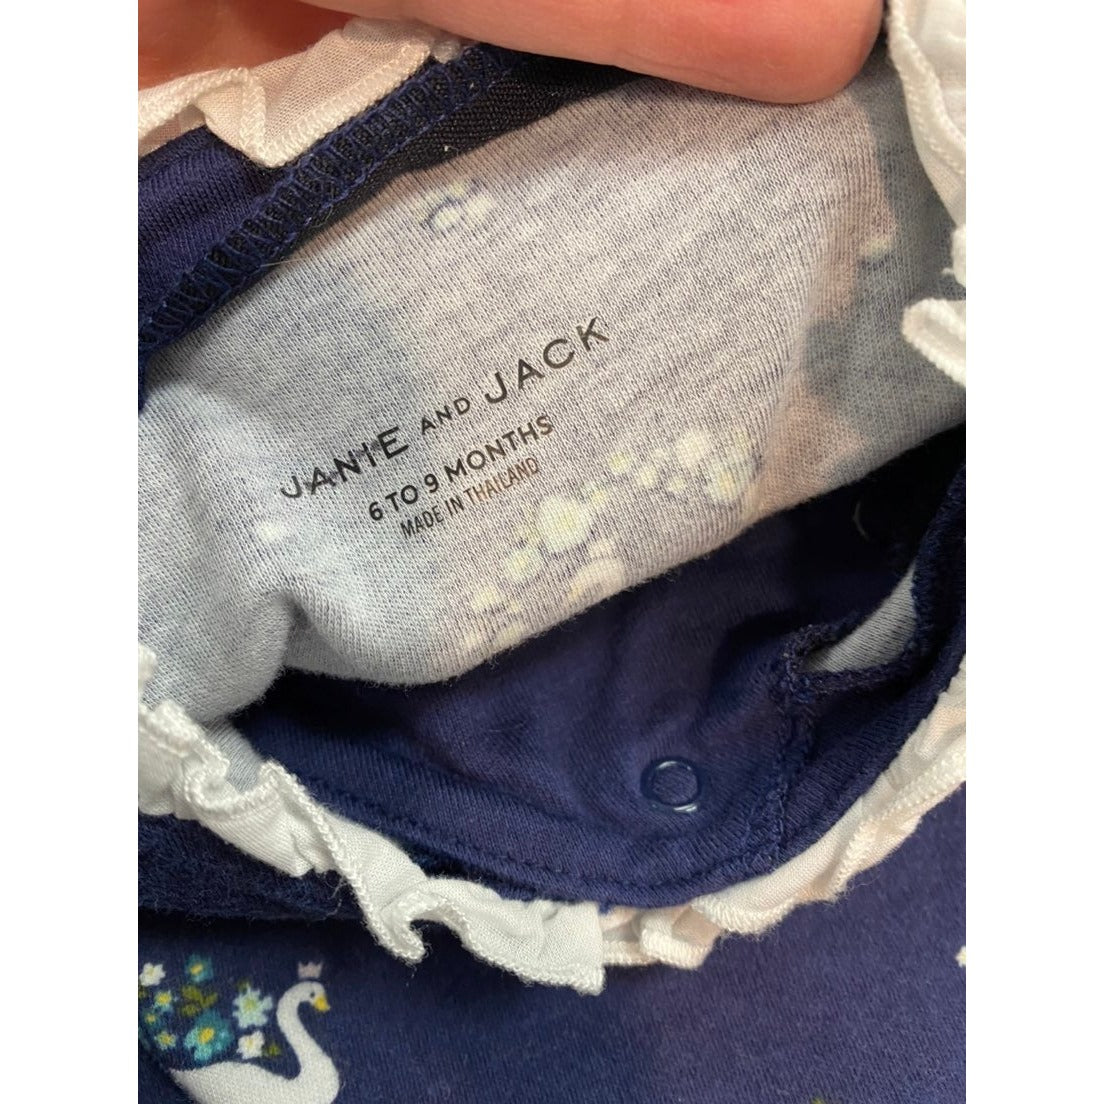 JANIE AND JACK
6 TO 9 MONTHS
MADE IN THAILAND